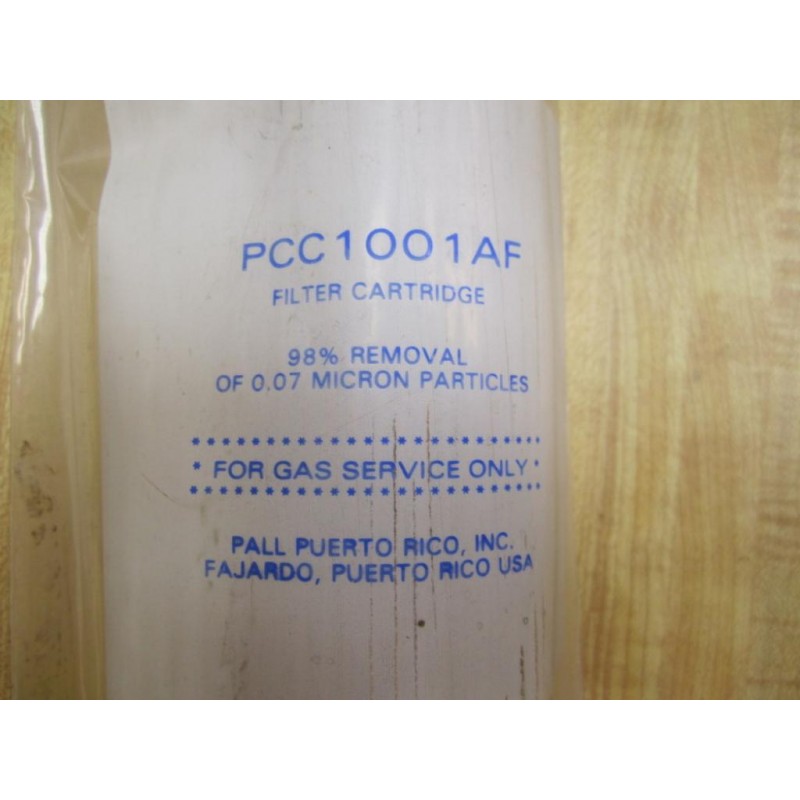 PCC1001AF
FILTER CARTRIDGE
98% REMOVAL
OF 0.07 MICRON PARTICLES
* FOR GAS SERVICE ONLY *
PALL PUERTO RICO, INC.
FAJARDO, PUERTO RICO USA